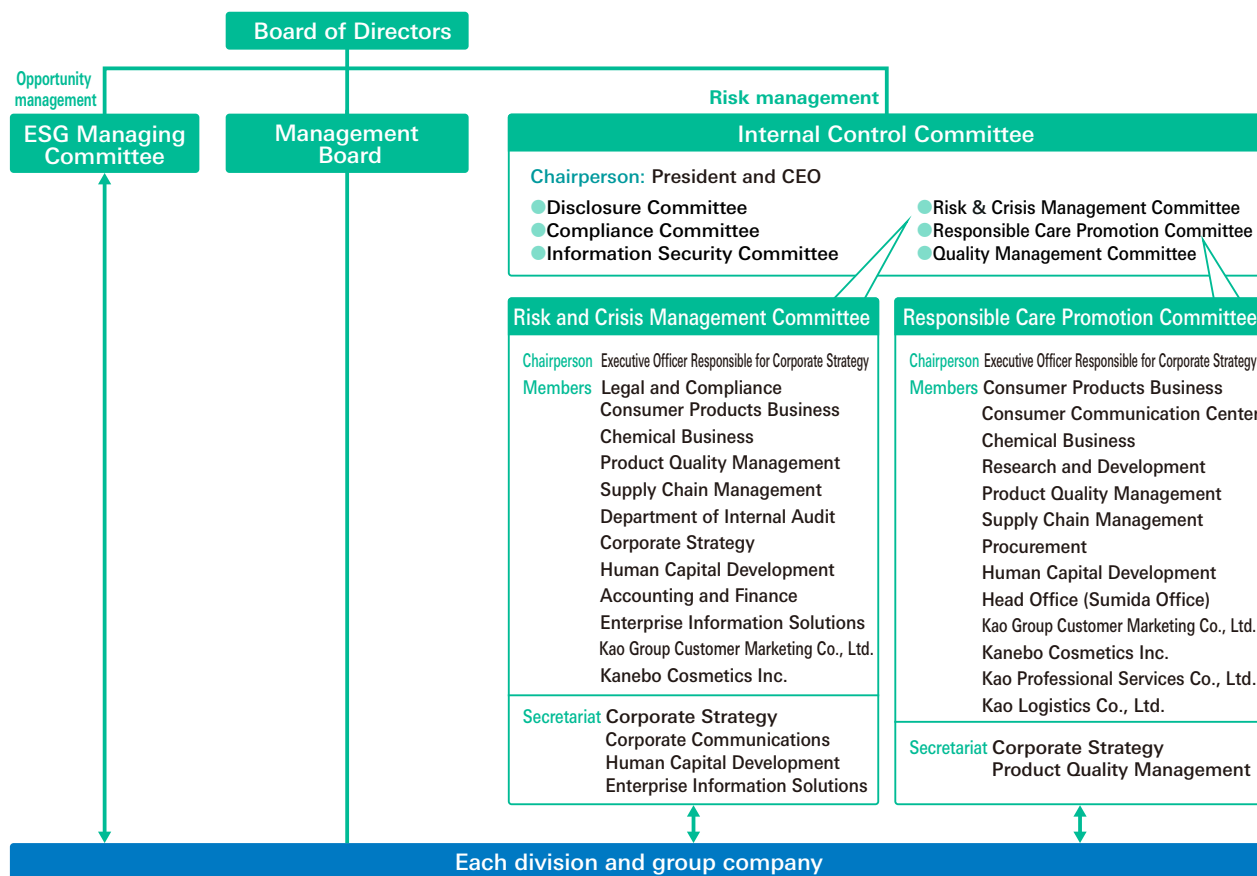 Board of Directors
Opportunity
management
Risk management
ESG Managing
Committee
Management
Board
Internal Control Committee
Chairperson: President and CEO
●Disclosure Committee
●Compliance Committee
●Information Security Committee
●Risk & Crisis Management Committee
●Responsible Care Promotion Committee
●Quality Management Committee
Risk and Crisis Management Committee
Chairperson Executive Officer Responsible for Corporate Strategy
Members Legal and Compliance
Consumer Products Business
Chemical Business
Product Quality Management
Supply Chain Management
Department of Internal Audit
Corporate Strategy
Human Capital Development
Accounting and Finance
Enterprise Information Solutions
Kao Group Customer Marketing Co., Ltd.
Kanebo Cosmetics Inc.
Secretariat Corporate Strategy
Corporate Communications
Human Capital Development
Enterprise Information Solutions
Responsible Care Promotion Committee
Chairperson Executive Officer Responsible for Corporate Strategy
Members Consumer Products Business
Consumer Communication Center
Chemical Business
Research and Development
Product Quality Management
Supply Chain Management
Procurement
Human Capital Development
Head Office (Sumida Office)
Kao Group Customer Marketing Co., Ltd.
Kanebo Cosmetics Inc.
Kao Professional Services Co., Ltd.
Kao Logistics Co., Ltd.
Secretariat Corporate Strategy
Product Quality Management
Each division and group company